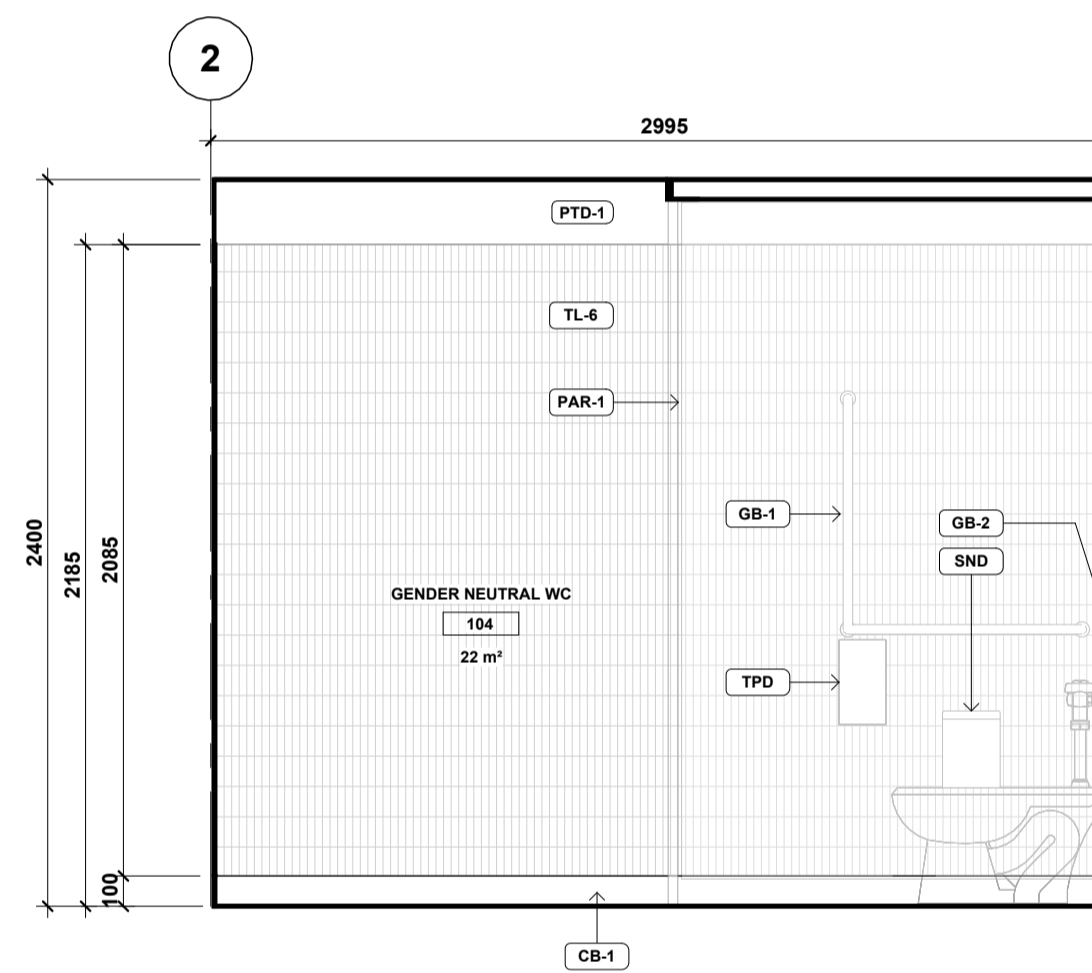 2
2995
PTD-1
TL-6
PAR-1
GB-1
GB-2
SND
2400
2185
2085
GENDER NEUTRAL WC
104
22 m²
TPD
100
CB-1